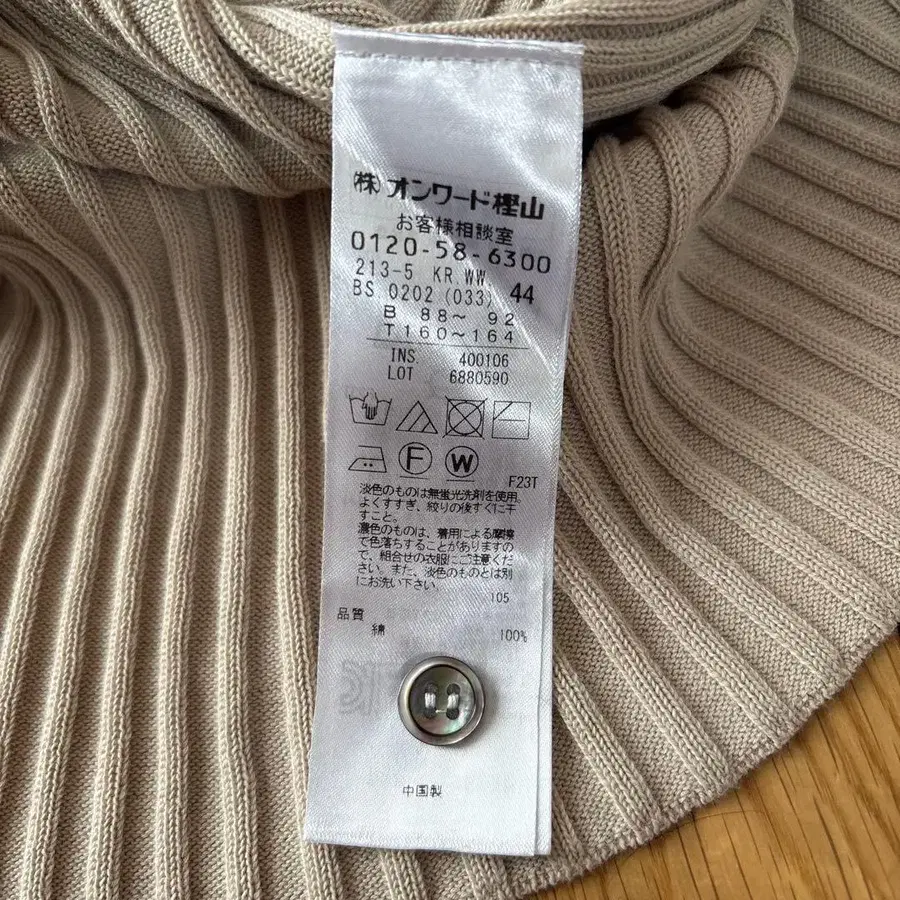 ㈱オンワード樫山
お客様相談室
0120-58-6300
213-5 KR.WW.
BS.0202(033) 44
B 88～ 92
T160～164
INS. 400106
LOT 6880590
F W
F23T
淡色のものは無蛍光洗剤を使用。
よくすすぎ、絞りの後すぐに干
すこと。
濃色のものは、着用による摩擦
で色落ちすることがありますの
で、組合せの衣服にご注意くだ
さい。また、淡色のものとは別
にお洗い下さい。
105
品質
綿 100%
中国製